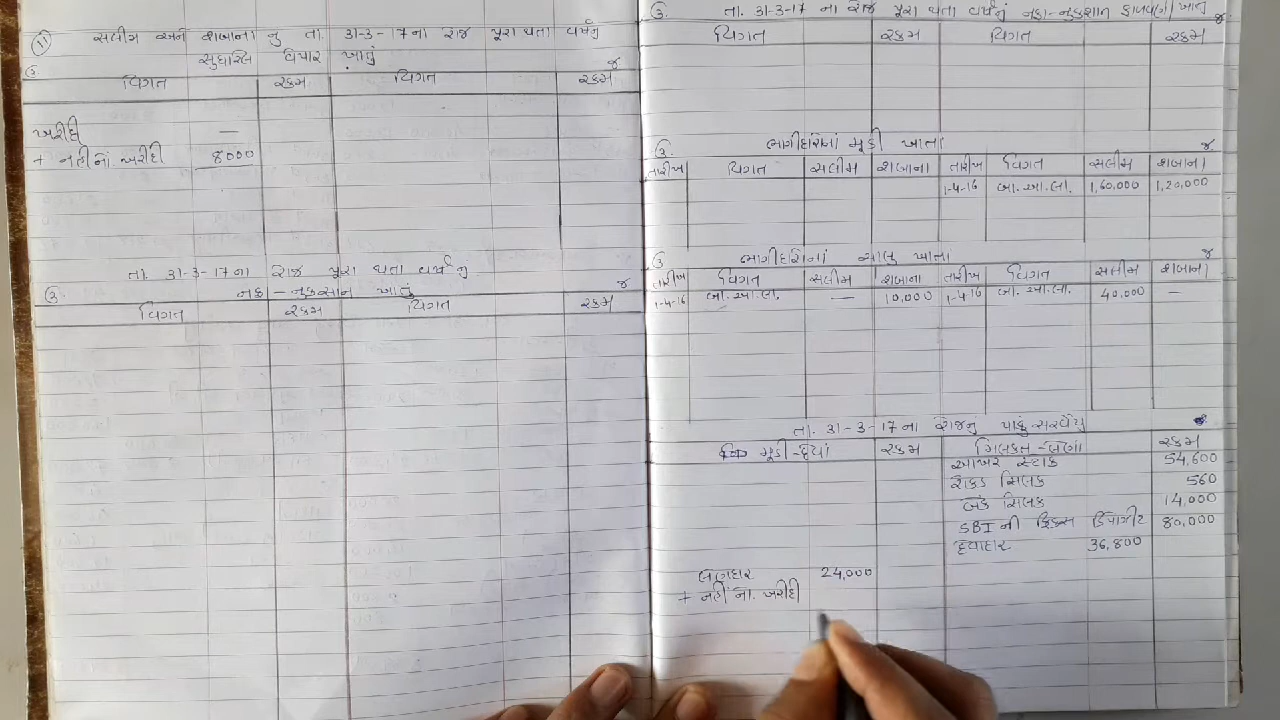 (11) સલીમ અને શબાના નુ તા. 31-3-17ના રોજ પૂરા થતા વર્ષનું
સુધારેલ વેપાર ખાતું
ઉ. જ
વિગત રકમ વિગત રકમ
ખરીદી —
+ નહીં નોં. ખરીદી 8000
તા. 31-3-17ના રોજ પૂરા થતા વર્ષનું
નફા-નુકસાન ખાતું
ઉ. જ
વિગત રકમ વિગત રકમ
ઉ. તા. 31-3-17 ના રોજ પૂરા થતા વર્ષનું નફા-નુકશાન ફાળવણી ખાતુ જ
વિગત રકમ વિગત રકમ
ભાગીદારોનાં મૂડી ખાતા
ઉ. જ
તારીખ વિગત સલીમ શબાના તારીખ વિગત સલીમ શબાના
1-4-16 બા. આ. લા. 1,60,000 1,20,000
ભાગીદારોનાં ચાલુ ખાતા
ઉ જ
તારીખ વિગત સલીમ શબાના તારીખ વિગત સલીમ શબાના
1-4-16 બા. આ. લા. — 10,000 1-4-16 બા. આ. લા. 40,000 —
તા. 31-3-17ના રોજનું પાકું સરવૈયુ
મૂડી-દેવાં રકમ મિલકત-લેણાં રકમ
આખર સ્ટોક 54,600
રોકડ સિલક 560
બેંક સિલક 14,000
SBI ની ફિક્સ ડિપોઝીટ 80,000
દેવાદાર 36,800
લેણદાર 24,000
+ નહીં નોં. ખરીદી